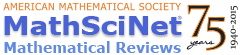 AMERICAN MATHEMATICAL SOCIETY
MathSciNet®
Mathematical Reviews
75
years
1940-2015